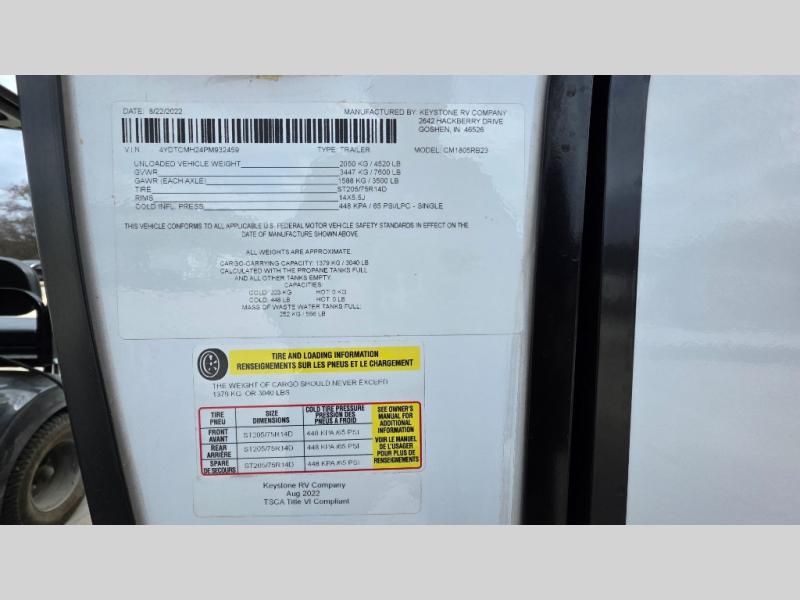 DATE: 8/22/2022 MANUFACTURED BY: KEYSTONE RV COMPANY
2642 HACKBERRY DRIVE
GOSHEN, IN 46526
V.I.N. 4YDTCMH24PM932459 TYPE: TRAILER MODEL: CM1805RB23
UNLOADED VEHICLE WEIGHT 2050 KG / 4520 LB
GVWR 3447 KG / 7600 LB
GAWR (EACH AXLE) 1588 KG / 3500 LB
TIRE ST205/75R14D
RIMS 14X5.5J
COLD INFL. PRESS 448 KPA / 65 PSI/LPC - SINGLE
THIS VEHICLE CONFORMS TO ALL APPLICABLE U.S. FEDERAL MOTOR VEHICLE SAFETY STANDARDS IN EFFECT ON THE
DATE OF MANUFACTURE SHOWN ABOVE.
ALL WEIGHTS ARE APPROXIMATE
CARGO-CARRYING CAPACITY: 1379 KG / 3040 LB
CALCULATED WITH THE PROPANE TANKS FULL
AND ALL OTHER TANKS EMPTY.
CAPACITIES:
COLD: 203 KG HOT: 0 KG
COLD: 448 LB HOT: 0 LB
MASS OF WASTE WATER TANKS FULL:
252 KG / 556 LB
TIRE AND LOADING INFORMATION
RENSEIGNEMENTS SUR LES PNEUS ET LE CHARGEMENT
THE WEIGHT OF CARGO SHOULD NEVER EXCEED
1379 KG. OR 3040 LBS.
TIRE
PNEU
SIZE
DIMENSIONS
COLD TIRE PRESSURE
PRESSION DES
PNEUS À FROID
FRONT
AVANT
ST205/75R14D 448 KPA /65 PSI
REAR
ARRIÈRE
ST205/75R14D 448 KPA /65 PSI
SPARE
DE SECOURS
ST205/75R14D 448 KPA /65 PSI
SEE OWNER'S
MANUAL FOR
ADDITIONAL
INFORMATION
VOIR LE MANUEL
DE L'USAGER
POUR PLUS DE
RENSEIGNEMENTS
Keystone RV Company
Aug 2022
TSCA Title VI Compliant